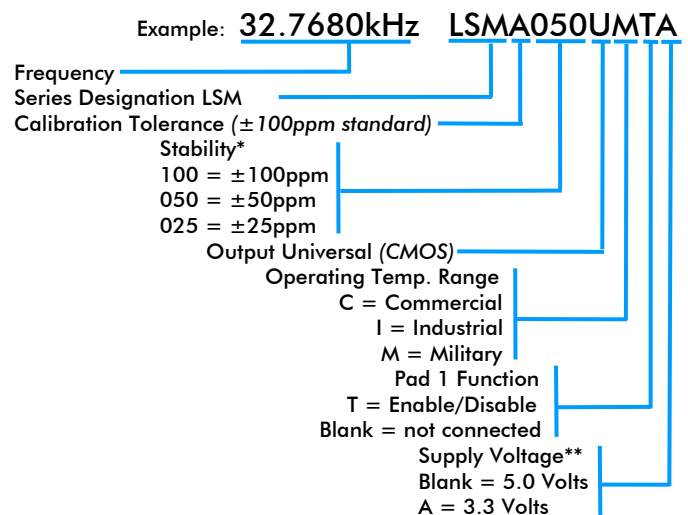 Example: 32.7680kHz LSMA050UMTA
Frequency
Series Designation LSM
Calibration Tolerance (±100ppm standard)
Stability*
100 = ±100ppm
050 = ±50ppm
025 = ±25ppm
Output Universal (CMOS)
Operating Temp. Range
C = Commercial
I = Industrial
M = Military
Pad 1 Function
T = Enable/Disable
Blank = not connected
Supply Voltage**
Blank = 5.0 Volts
A = 3.3 Volts